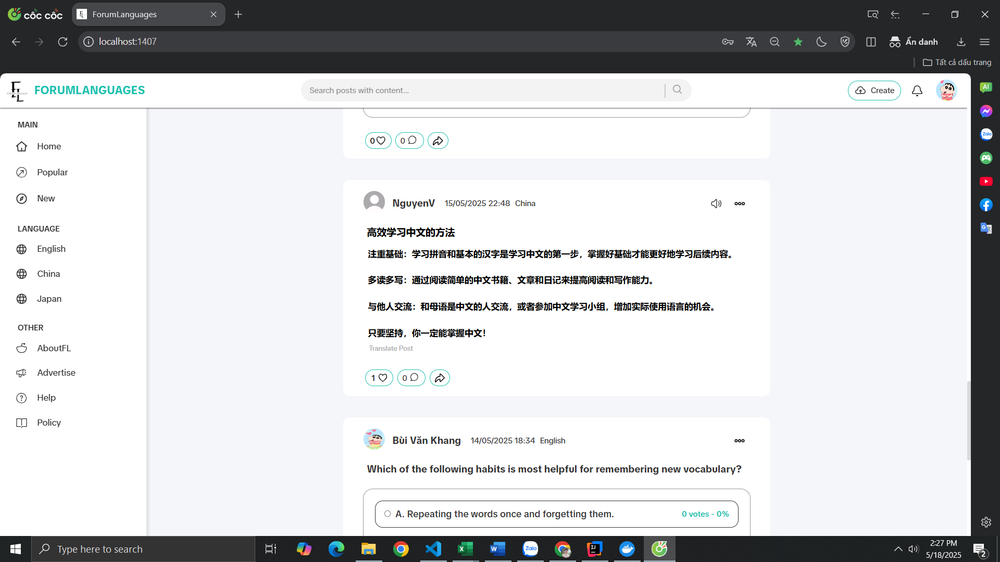 cốc cốc
ForumLanguages
localhost:1407
Ẩn danh
Tất cả dấu trang
FORUMLANGUAGES
Search posts with content...
Create
MAIN
Home
Popular
New
LANGUAGE
English
China
Japan
OTHER
AboutFL
Advertise
Help
Policy
0
0
NguyenV 15/05/2025 22:48 China
高效学习中文的方法
注重基础：学习拼音和基本的汉字是学习中文的第一步，掌握好基础才能更好地学习后续内容。
多读多写：通过阅读简单的中文书籍、文章和日记来提高阅读和写作能力。
与他人交流：和母语是中文的人交流，或者参加中文学习小组，增加实际使用语言的机会。
只要坚持，你一定能掌握中文！
Translate Post
1
0
Bùi Văn Khang 14/05/2025 18:34 English
Which of the following habits is most helpful for remembering new vocabulary?
A. Repeating the words once and forgetting them.
0 votes - 0%
AI
Zalo
Type here to search
Zalo
2:27 PM
5/18/2025
2